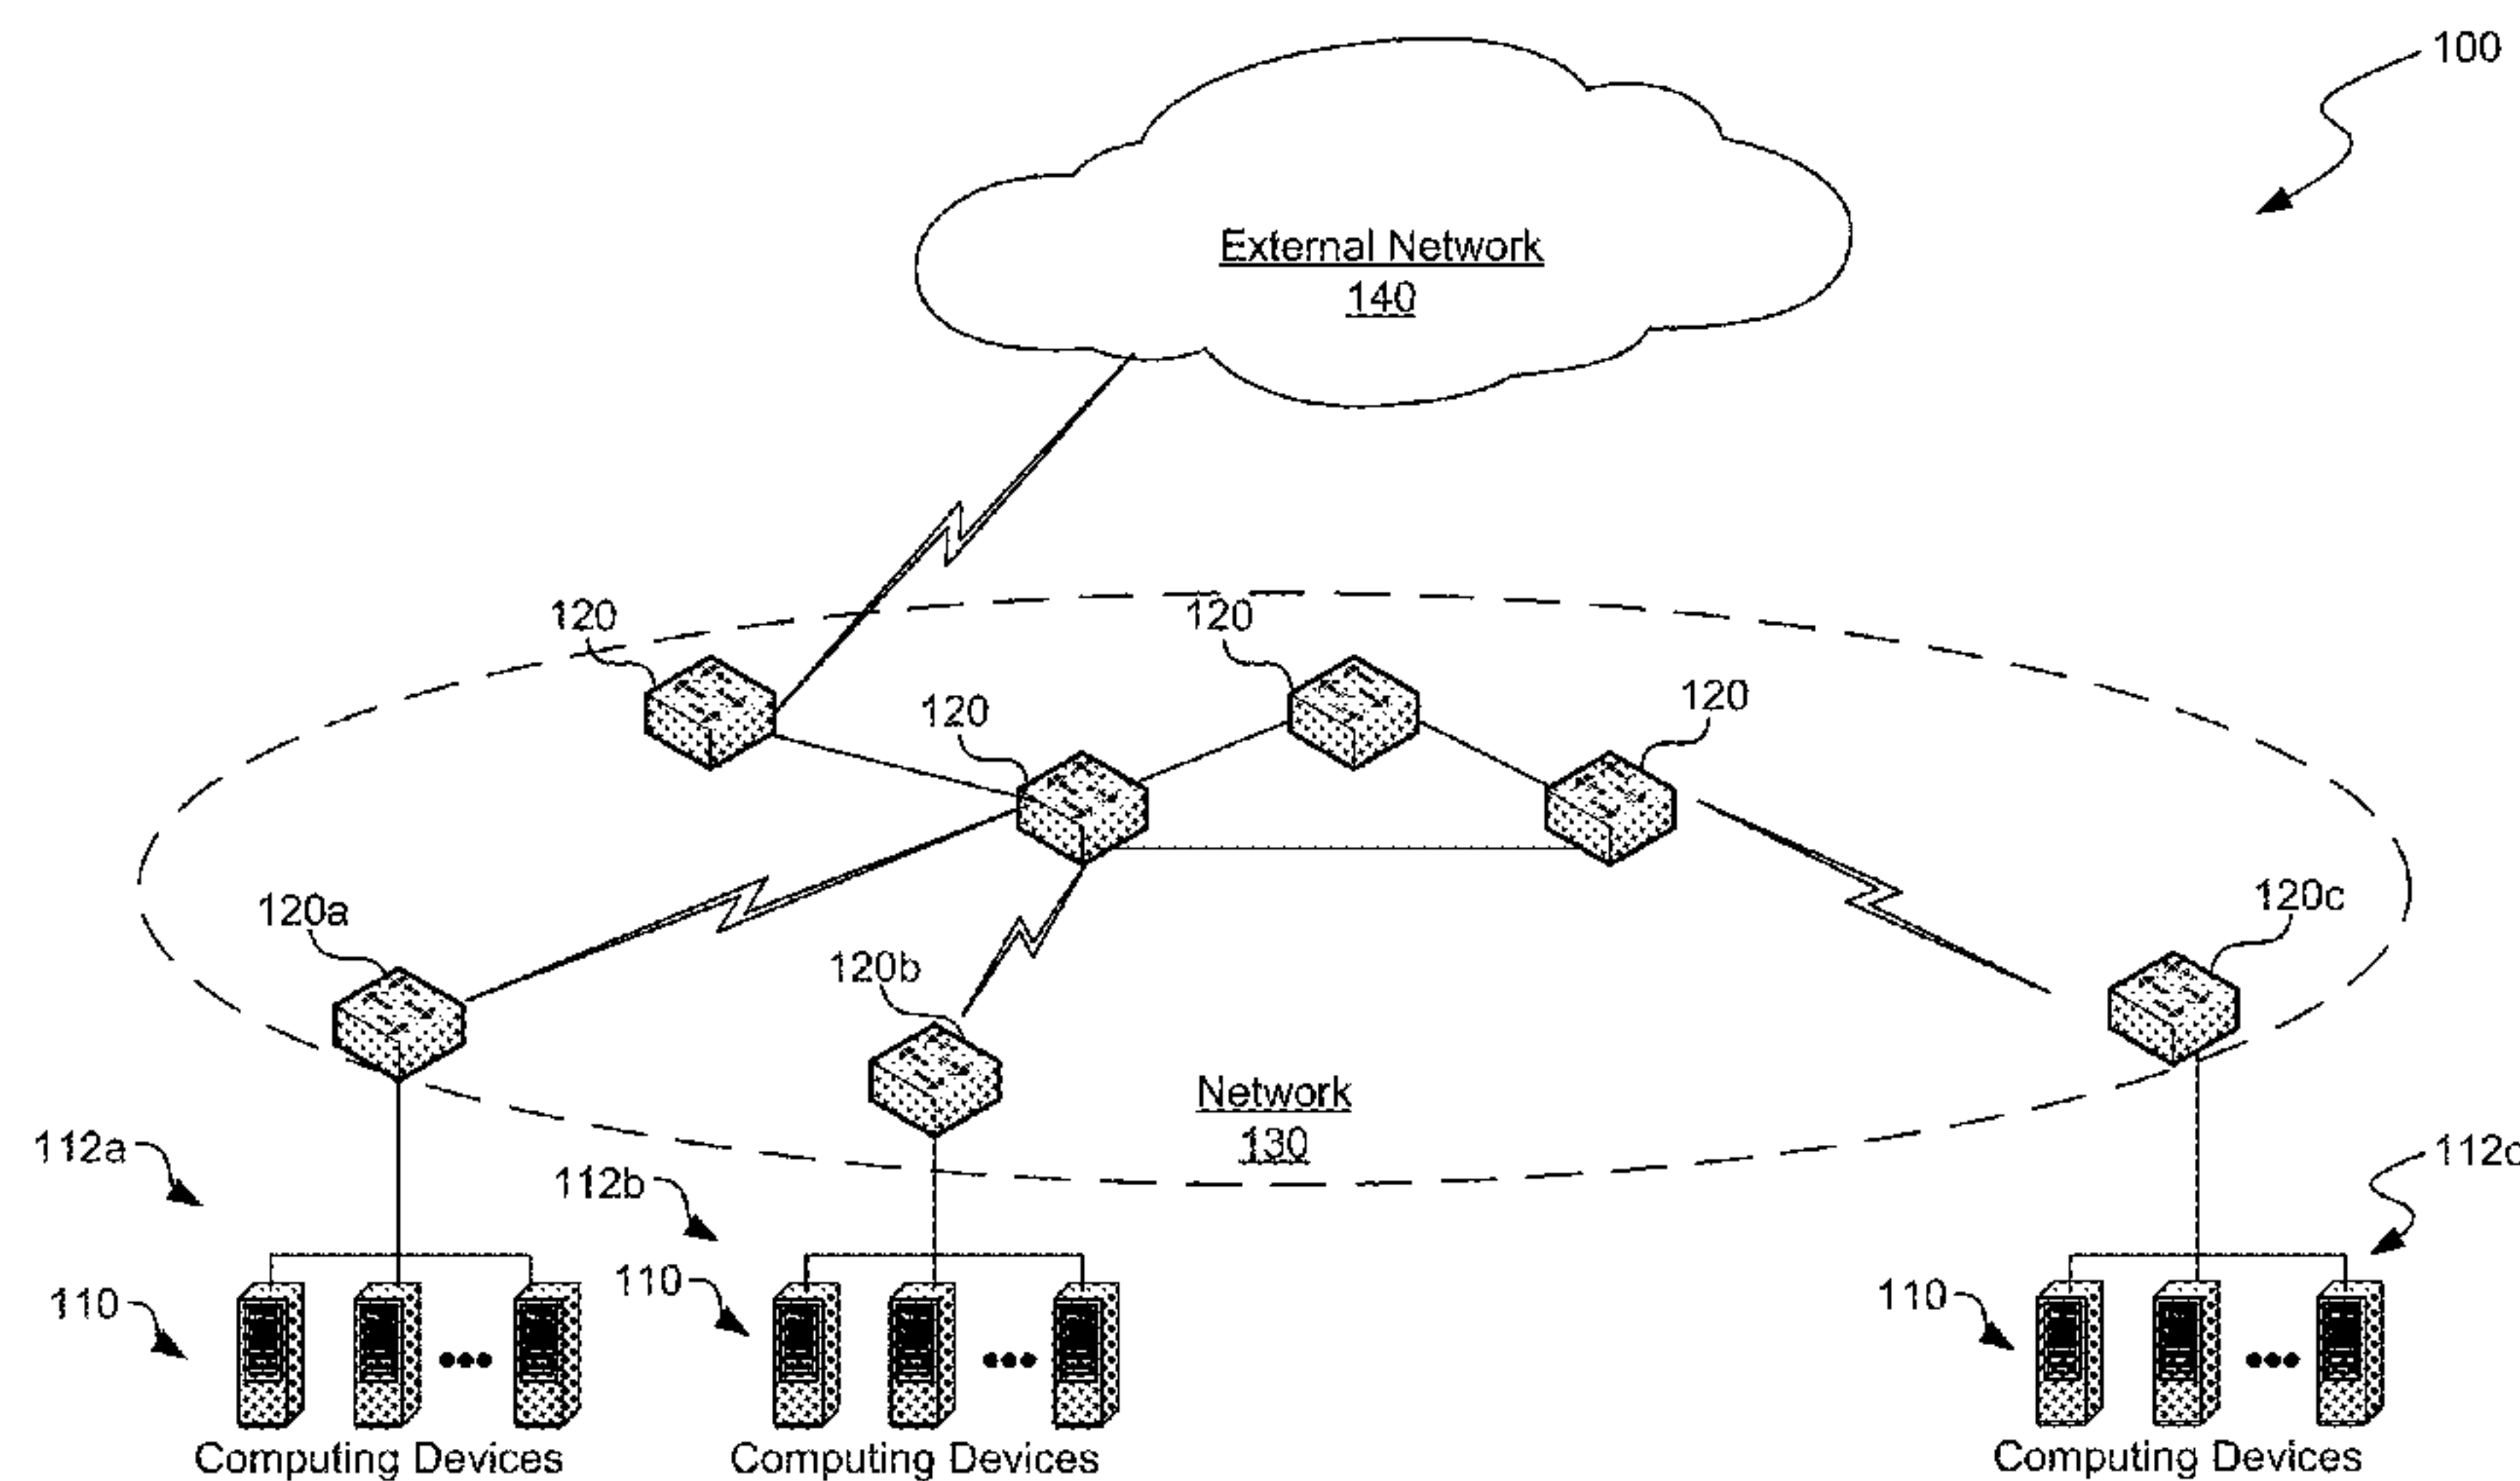 100
External Network
140
120
120
120
120
120a
120b
120c
Network
130
112a
112b
112c
110
110
110
Computing Devices
Computing Devices
Computing Devices